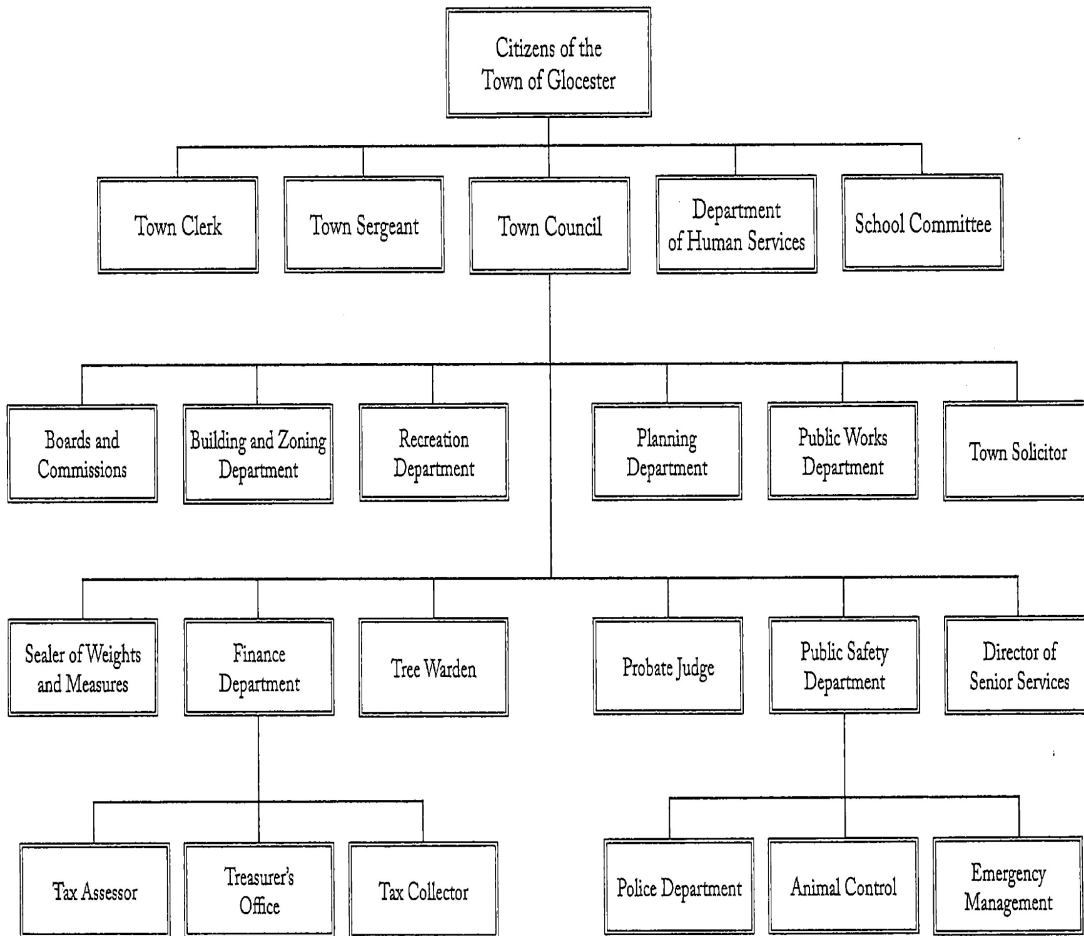 Citizens of the
Town of Glocester
Town Clerk
Town Sergeant
Town Council
Department
of Human Services
School Committee
Boards and
Commissions
Building and Zoning
Department
Recreation
Department
Planning
Department
Public Works
Department
Town Solicitor
Sealer of Weights
and Measures
Finance
Department
Tree Warden
Probate Judge
Public Safety
Department
Director of
Senior Services
Tax Assessor
Treasurer's
Office
Tax Collector
Police Department
Animal Control
Emergency
Management